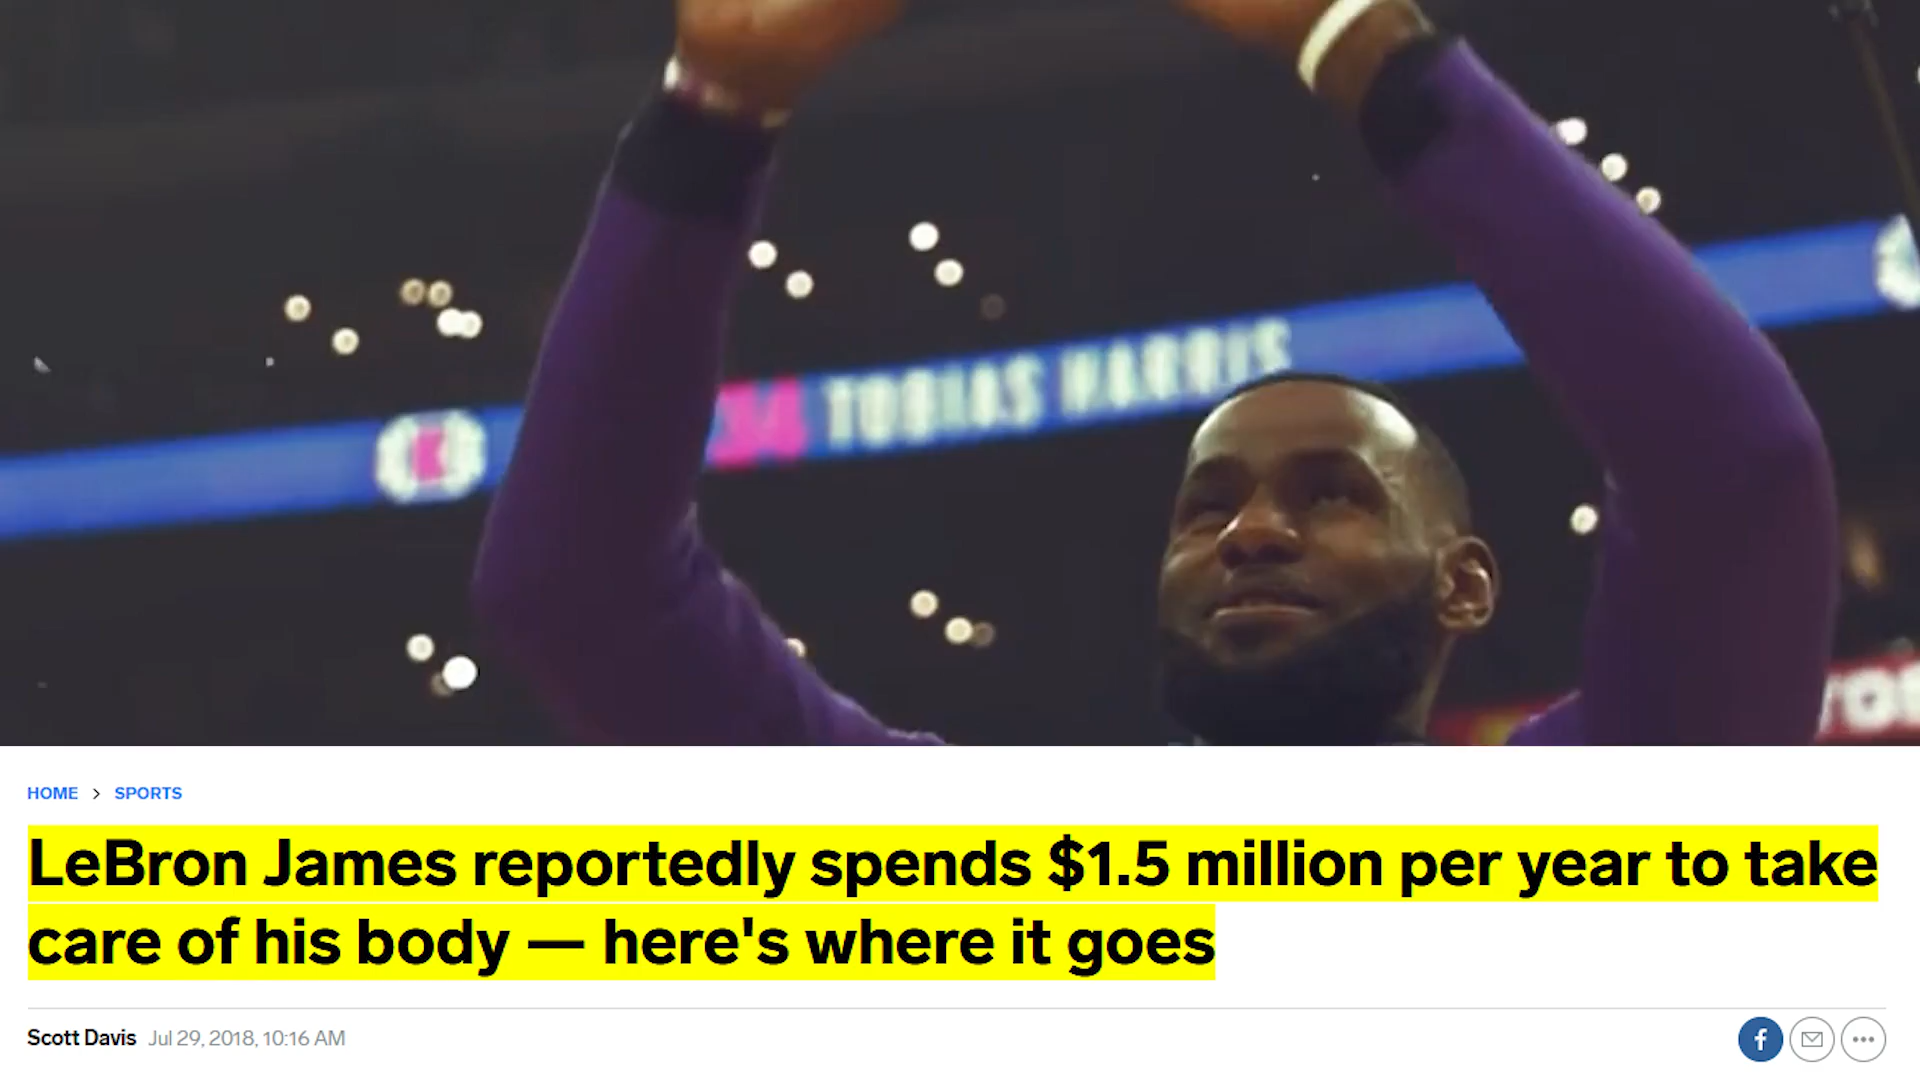 34 TOBIAS HARRIS
HOME > SPORTS
LeBron James reportedly spends $1.5 million per year to take
care of his body — here's where it goes
Scott Davis Jul 29, 2018, 10:16 AM